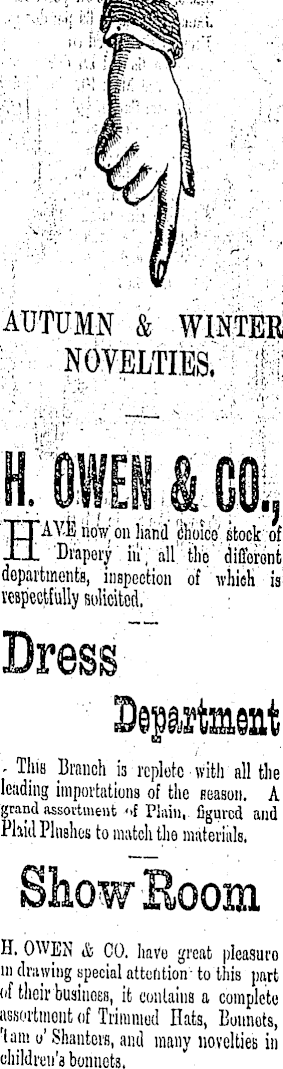 AUTUMN & WINTER
NOVELTIES.
H. OWEN & CO.,
HAVE now on hand choice stock of
Drapery in all the different
departments, inspection of which is
respectfully solicited.
Dress
Department
This Branch is replete with all the
leading importations of the season. A
grand assortment of Plain, figured and
Plaid Plushes to match the materials.
Show Room
H. OWEN & CO. have great pleasure
in drawing special attention to this part
of their business, it contains a complete
assortment of Trimmed Hats, Bonnets,
Tam o' Shanters, and many novelties in
children's bonnets.